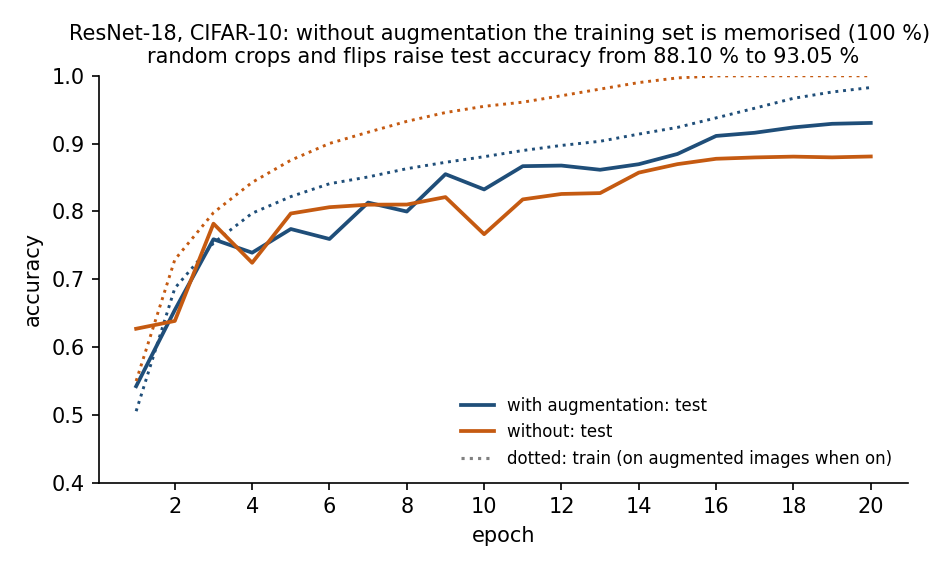 ResNet-18, CIFAR-10: without augmentation the training set is memorised (100 %)
random crops and flips raise test accuracy from 88.10 % to 93.05 %
1.0
0.9
0.8
0.7
0.6
0.5
0.4
accuracy
with augmentation: test
without: test
dotted: train (on augmented images when on)
2 4 6 8 10 12 14 16 18 20
epoch